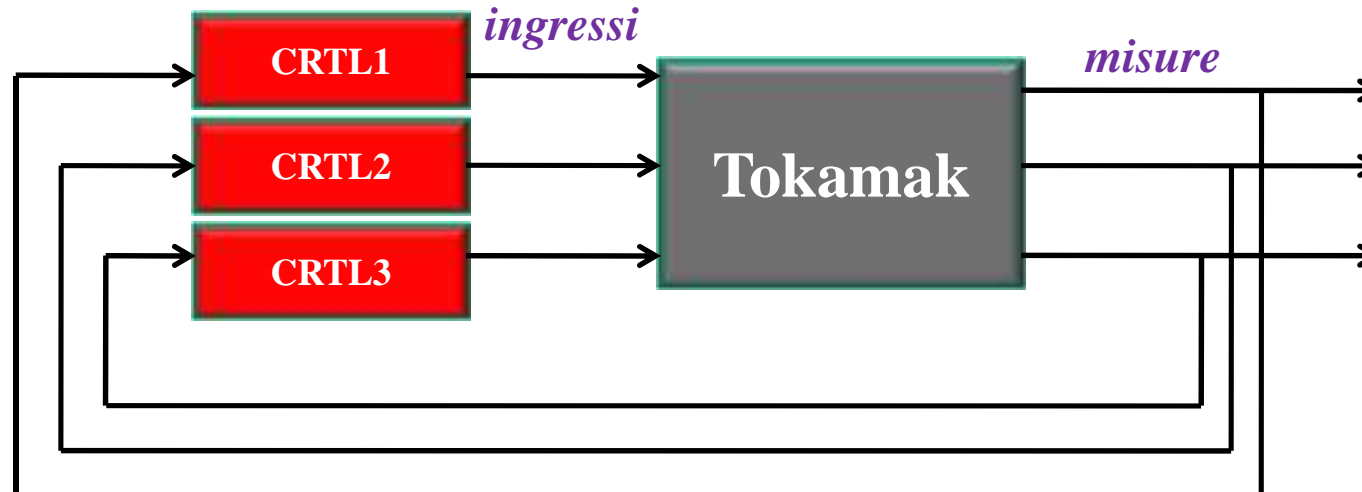 ingressi
CRTL1
misure
CRTL2
Tokamak
CRTL3